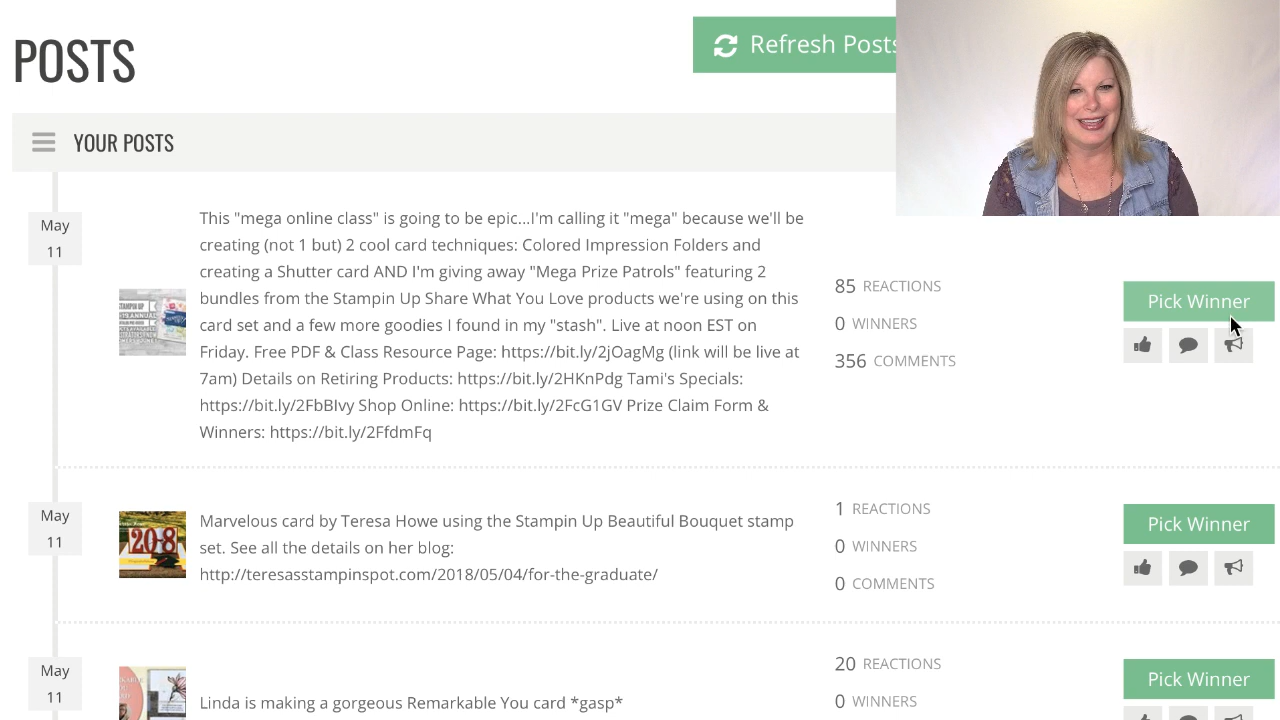 POSTS
Refresh Posts
YOUR POSTS
May
11
This "mega online class" is going to be epic...I'm calling it "mega" because we'll be
creating (not 1 but) 2 cool card techniques: Colored Impression Folders and
creating a Shutter card AND I'm giving away "Mega Prize Patrols" featuring 2
bundles from the Stampin Up Share What You Love products we're using on this
card set and a few more goodies I found in my "stash". Live at noon EST on
Friday. Free PDF & Class Resource Page: https://bit.ly/2jOagMg (link will be live at
7am) Details on Retiring Products: https://bit.ly/2HKnPdg Tami's Specials:
https://bit.ly/2FbBIvy Shop Online: https://bit.ly/2FcG1GV Prize Claim Form &
Winners: https://bit.ly/2FfdmFq
85 REACTIONS
0 WINNERS
356 COMMENTS
Pick Winner
May
11
20-8
Marvelous card by Teresa Howe using the Stampin Up Beautiful Bouquet stamp
set. See all the details on her blog:
http://teresasstampinspot.com/2018/05/04/for-the-graduate/
1 REACTIONS
0 WINNERS
0 COMMENTS
Pick Winner
May
11
Linda is making a gorgeous Remarkable You card *gasp*
20 REACTIONS
0 WINNERS
Pick Winner